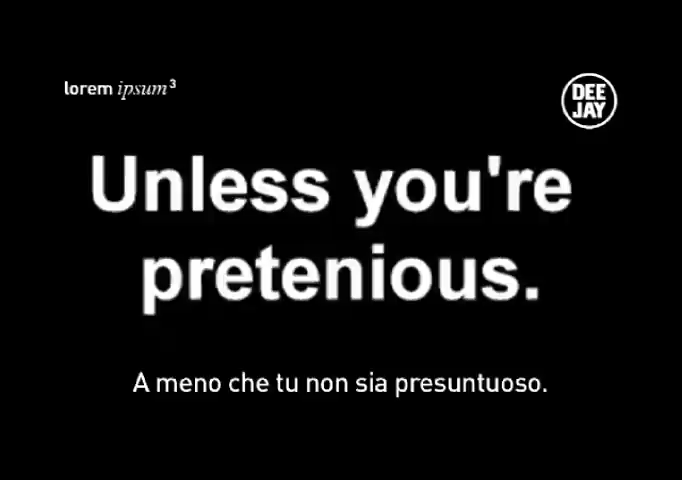 lorem ipsum³
DEE
JAY
Unless you're
pretenious.
A meno che tu non sia presuntuoso.